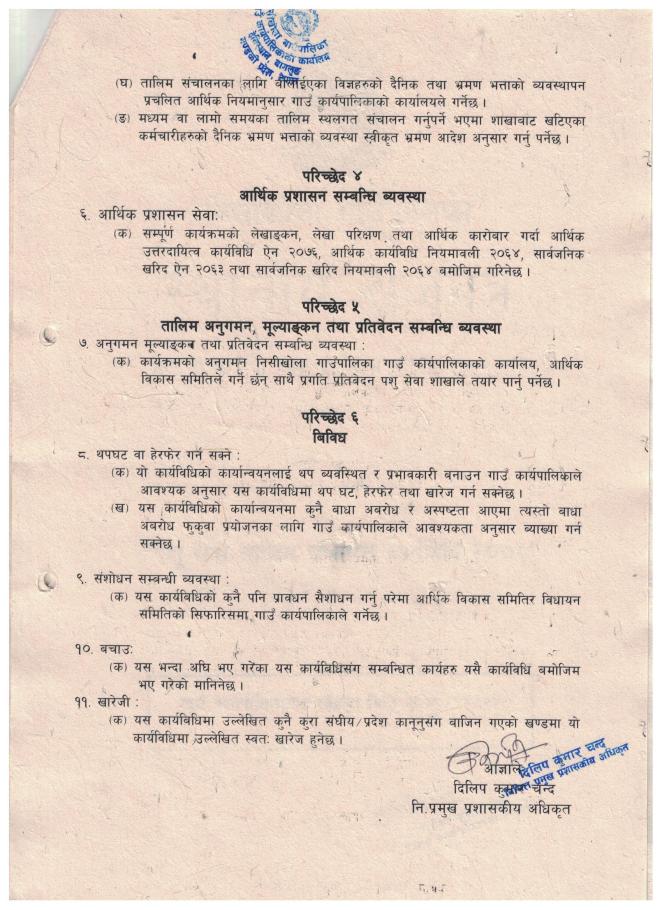 गाउँ कार्यपालिकाको कार्यालय
(घ) तालिम संचालनका लागि बोलाईएका विज्ञहरुको दैनिक तथा भ्रमण भत्ताको ब्यवस्थापन
प्रचलित आर्थिक नियमानुसार गाउँ कार्यपालिकाको कार्यालयले गर्नेछ ।
(ङ) मध्यम वा लामो समयका तालिम स्थलगत संचालन गर्नुपर्ने भएमा शाखाबाट खटिएका
कर्मचारीहरुको दैनिक भ्रमण भत्ताको ब्यवस्था स्वीकृत भ्रमण आदेश अनुसार गर्नु पर्नेछ ।
परिच्छेद ४
आर्थिक प्रशासन सम्बन्धि ब्यवस्था
६. आर्थिक प्रशासन सेवा:
(क) सम्पूर्ण कार्यक्रमको लेखाङकन, लेखा परिक्षण तथा आर्थिक कारोवार गर्दा आर्थिक
उत्तरदायित्व कार्यविधि ऐन २०७६, आर्थिक कार्यविधि नियमावली २०६४, सार्वजनिक
खरिद ऐन २०६३ तथा सार्वजनिक खरिद नियमावली २०६४ बमोजिम गरिनेछ ।
परिच्छेद ५
तालिम अनुगमन, मूल्याङ्कन तथा प्रतिवेदन सम्बन्धि ब्यवस्था
७. अनुगमन मूल्याङ्कन तथा प्रतिवेदन सम्बन्धि ब्यवस्था :
(क) कार्यक्रमको अनुगमन निसीखोला गाउँपालिका गाउँ कार्यपालिकाको कार्यालय, आर्थिक
विकास समितिले गर्ने छन् साथै प्रगति प्रतिवेदन पशु सेवा शाखाले तयार पार्नु पर्नेछ ।
परिच्छेद ६
बिविध
८. थपघट वा हेरफेर गर्न सक्ने :
(क) यो कार्यविधिको कार्यान्वयनलाई थप ब्यवस्थित र प्रभावकारी बनाउन गाउँ कार्यपालिकाले
आवश्यक अनुसार यस कार्यविधिमा थप घट, हेरफेर तथा खारेज गर्न सक्नेछ ।
(ख) यस कार्यविधिको कार्यान्वयनमा कुनै बाधा अवरोध र अस्पष्टता आएमा त्यस्तो बाधा
अवरोध फुकुवा प्रयोजनका लागि गाउँ कार्यपालिकाले आवश्यकता अनुसार ब्याख्या गर्न
सक्नेछ ।
९. संशोधन सम्बन्धी ब्यवस्था :
(क) यस कार्यविधिको कुनै पनि प्रावधन सैशाधन गर्नु परेमा आर्थिक विकास समितिर बिधायन
समितिको सिफारिसमा गाउँ कार्यपालिकाले गर्नेछ ।
१०. बचाउ:
(क) यस भन्दा अघि भए गरेका यस कार्यविधिसंग सम्बन्धित कार्यहरु यसै कार्यविधि बमोजिम
भए गरेको मानिनेछ ।
११. खारेजी :
(क) यस कार्यविधिमा उल्लेखित कुनै कुरा संघीय/प्रदेश कानूनुसंग बाजिन गएको खण्डमा यो
कार्यविधिमा उल्लेखित स्वतः खारेज हुनेछ ।
आज्ञाले
दिलिप कुमार चन्द
दिलिप कुमार चन्द
निमित्त प्रमुख प्रशासकीय अधिकृत
नि.प्रमुख प्रशासकीय अधिकृत